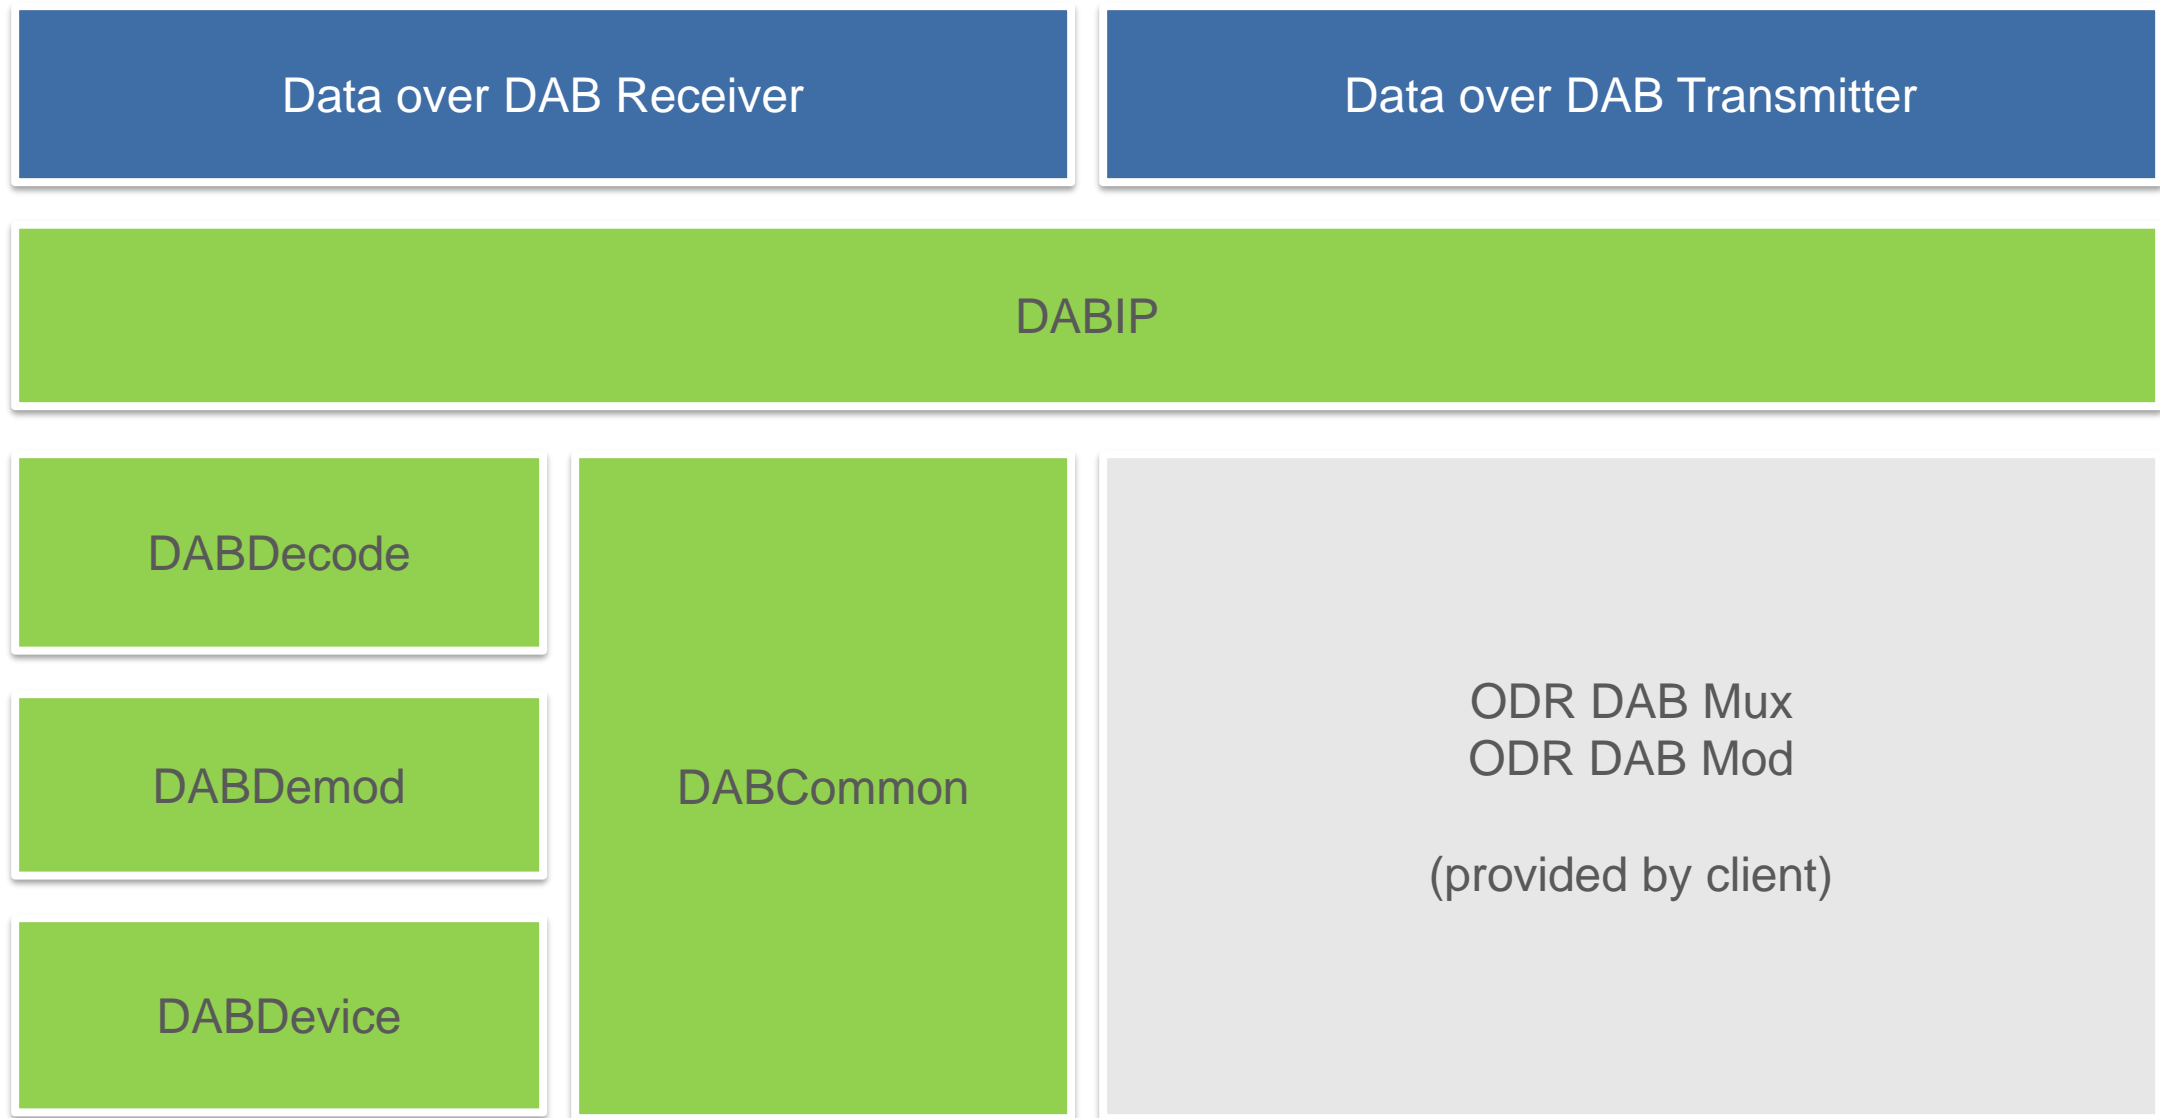 Data over DAB Receiver
Data over DAB Transmitter
DABIP
DABDecode
DABDemod
DABDevice
DABCommon
ODR DAB Mux
ODR DAB Mod
(provided by client)